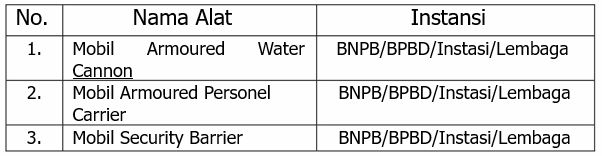 No. Nama Alat Instansi
1. Mobil Armoured Water BNPB/BPBD/Instasi/Lembaga
Cannon
2. Mobil Armoured Personel BNPB/BPBD/Instasi/Lembaga
Carrier
3. Mobil Security Barrier BNPB/BPBD/Instasi/Lembaga